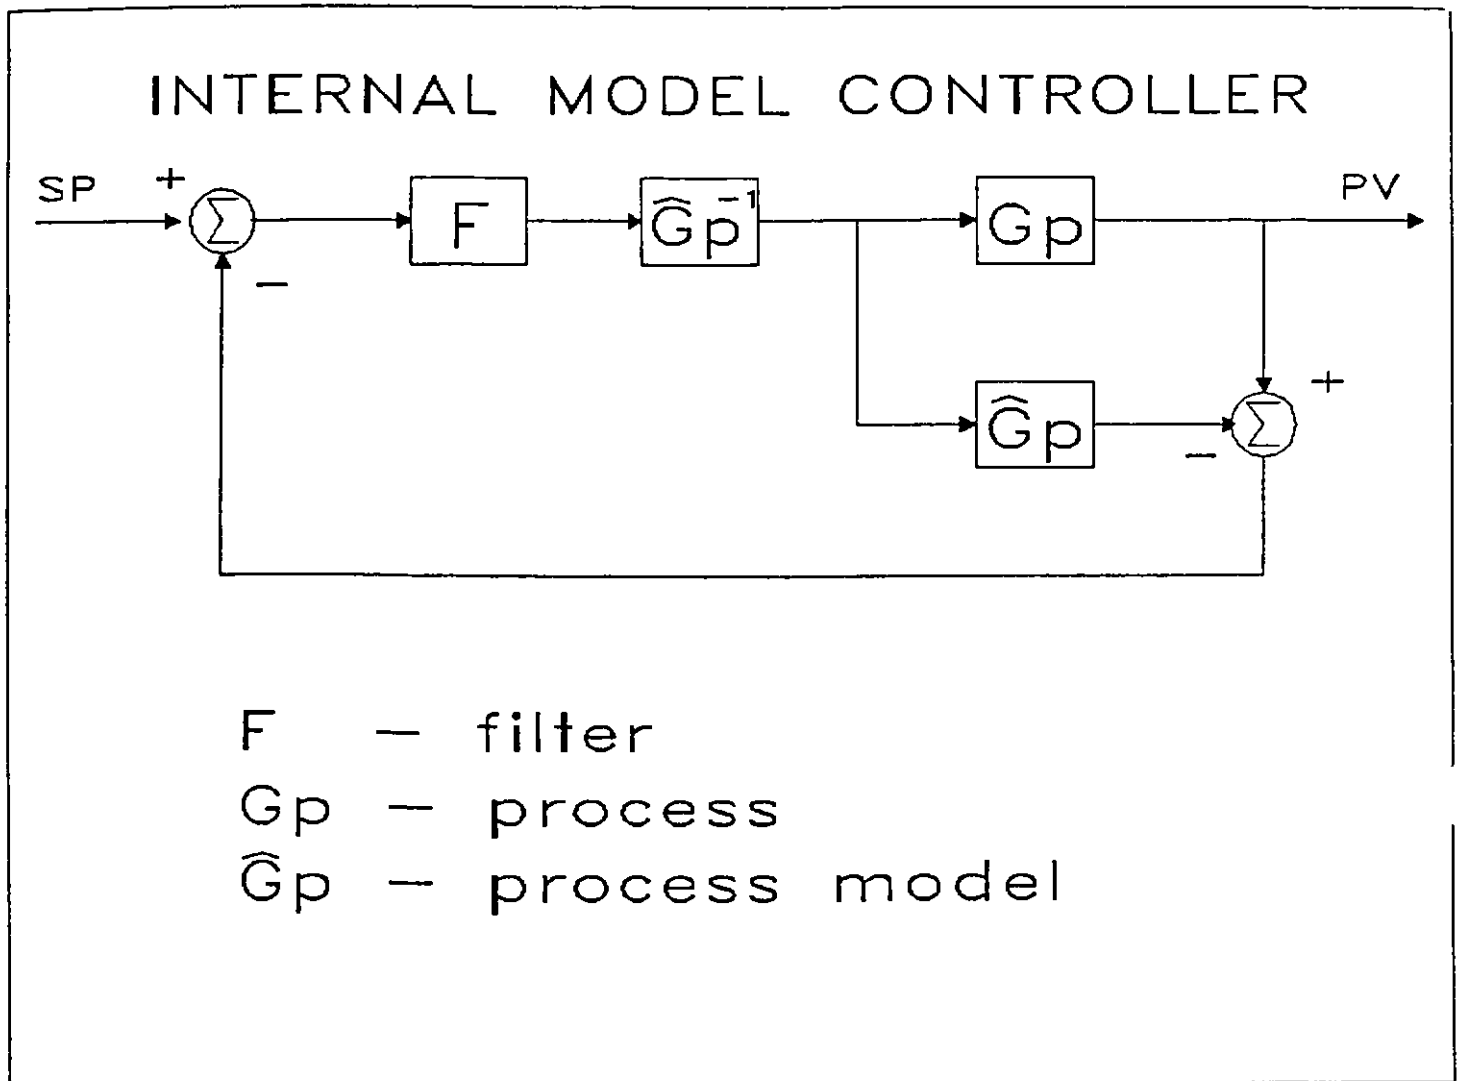 INTERNAL MODEL CONTROLLER
SP + Σ F Ĝp⁻¹ Gp PV
−
Ĝp − Σ +
F – filter
Gp – process
Ĝp – process model